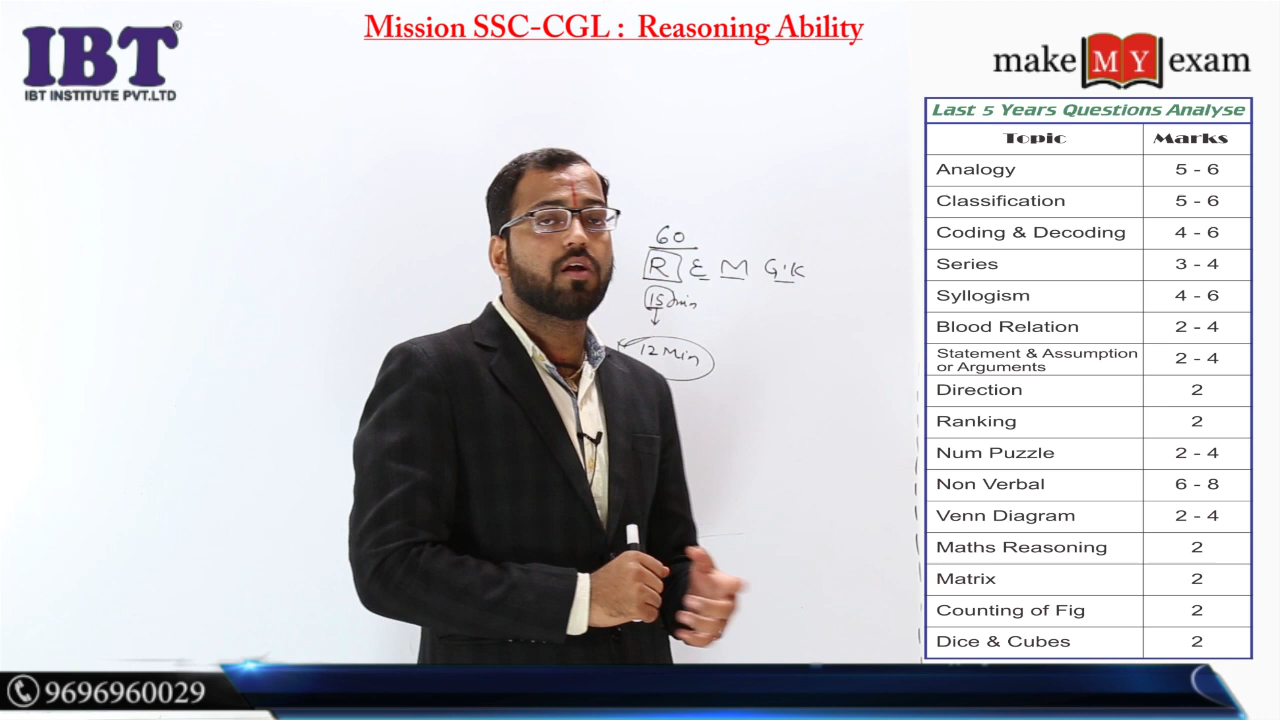 Mission SSC-CGL : Reasoning Ability
IBT®
IBT INSTITUTE PVT.LTD
make MY exam
60
R E M G.K
15 min
12 Min
Last 5 Years Questions Analyse
Topic Marks
Analogy 5 - 6
Classification 5 - 6
Coding & Decoding 4 - 6
Series 3 - 4
Syllogism 4 - 6
Blood Relation 2 - 4
Statement & Assumption
or Arguments 2 - 4
Direction 2
Ranking 2
Num Puzzle 2 - 4
Non Verbal 6 - 8
Venn Diagram 2 - 4
Maths Reasoning 2
Matrix 2
Counting of Fig 2
Dice & Cubes 2
9696960029